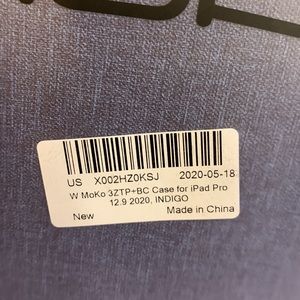 US X002HZ0KSJ 2020-05-18
W MoKo 3ZTP+BC Case for iPad Pro
12.9 2020, INDIGO
New Made in China